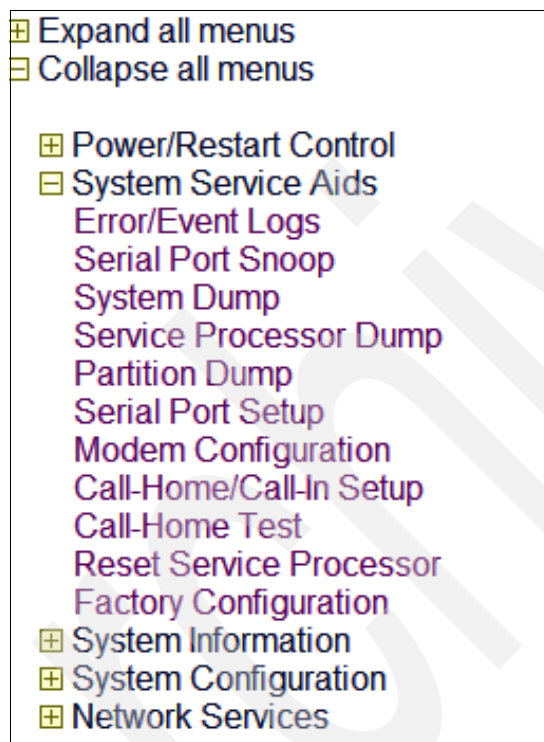 Expand all menus
Collapse all menus
Power/Restart Control
System Service Aids
Error/Event Logs
Serial Port Snoop
System Dump
Service Processor Dump
Partition Dump
Serial Port Setup
Modem Configuration
Call-Home/Call-In Setup
Call-Home Test
Reset Service Processor
Factory Configuration
System Information
System Configuration
Network Services